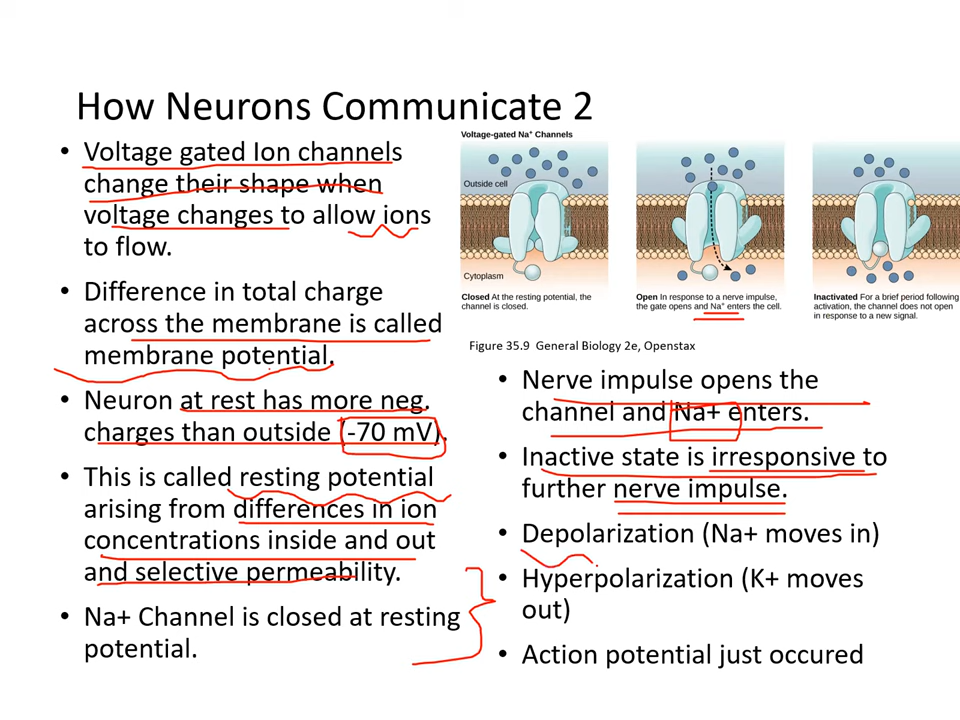 How Neurons Communicate 2
• Voltage gated Ion channels
change their shape when
voltage changes to allow ions
to flow.
• Difference in total charge
across the membrane is called
membrane potential.
• Neuron at rest has more neg.
charges than outside (-70 mV).
• This is called resting potential
arising from differences in ion
concentrations inside and out
and selective permeability.
• Na+ Channel is closed at resting
potential.
Voltage-gated Na⁺ Channels
Outside cell
Cytoplasm
Closed At the resting potential, the
channel is closed.
Open In response to a nerve impulse,
the gate opens and Na⁺ enters the cell.
Inactivated For a brief period following
activation, the channel does not open
in response to a new signal.
Figure 35.9 General Biology 2e, Openstax
• Nerve impulse opens the
channel and Na+ enters.
• Inactive state is irresponsive to
further nerve impulse.
• Depolarization (Na+ moves in)
• Hyperpolarization (K+ moves
out)
• Action potential just occured